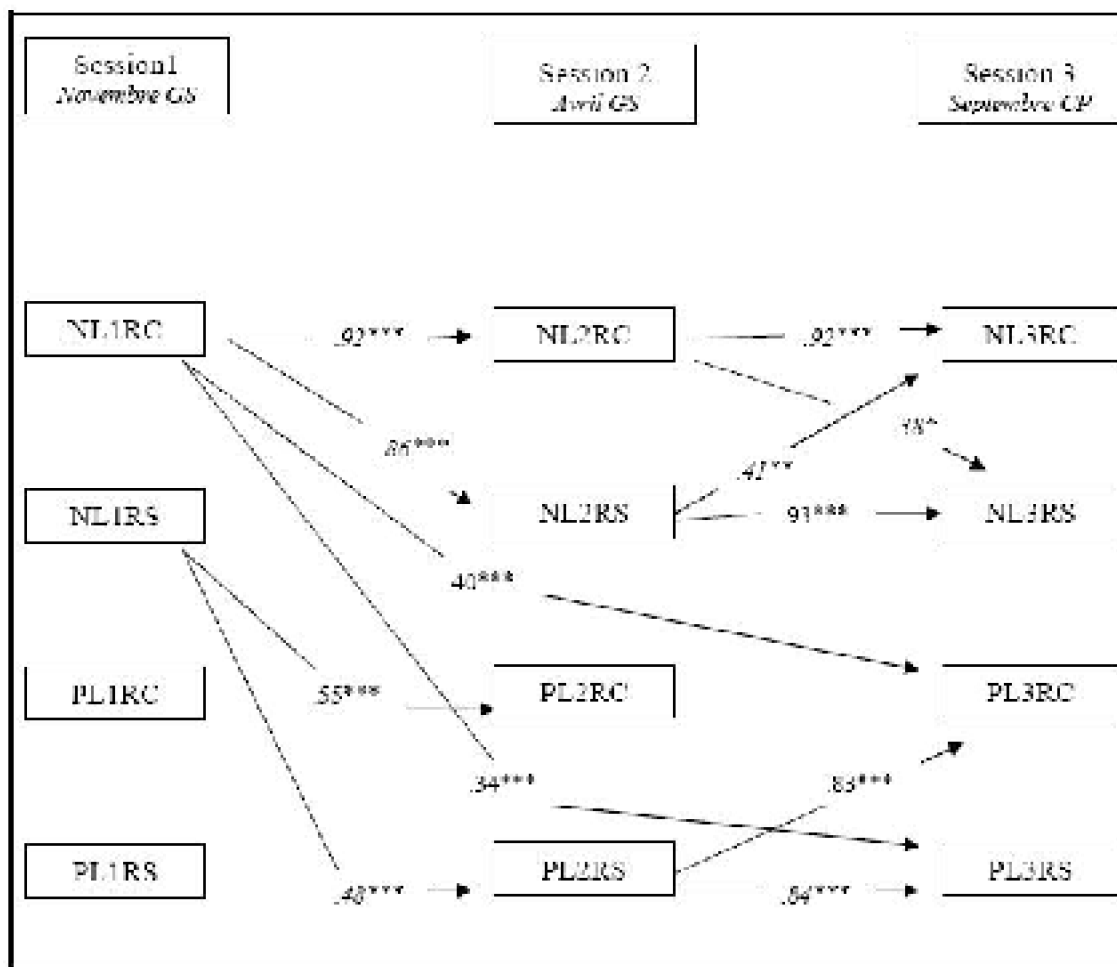 Session1
Novembre GS
Session 2
Avril GS
Session 3
Septembre CP
NL1RC
.92***
NL2RC
.92***
NL3RC
.86***
.41**
NL1RS
NL2RS
.93***
NL3RS
.40***
PL1RC
.55***
PL2RC
PL3RC
.34***
.83***
PL1RS
.48***
PL2RS
.84***
PL3RS